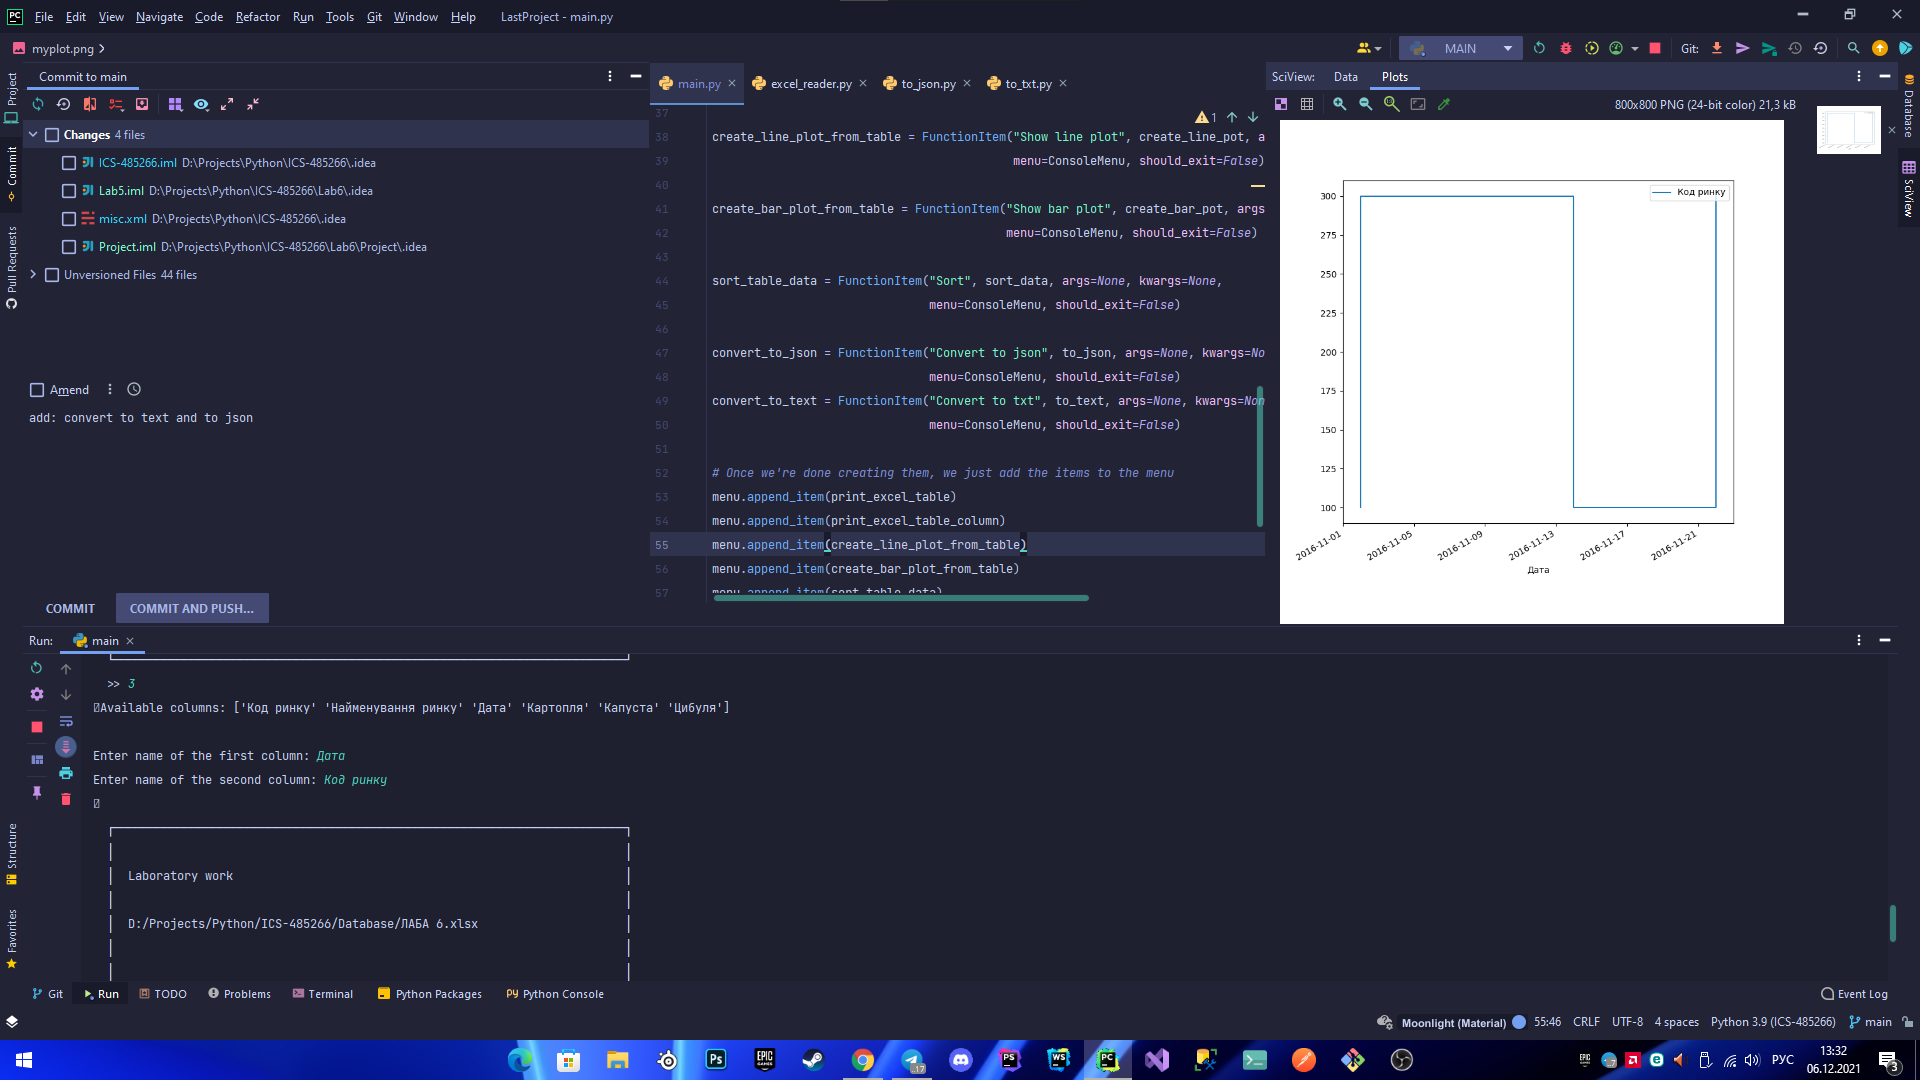 File Edit View Navigate Code Refactor Run Tools Git Window Help LastProject - main.py
myplot.png
MAIN Git:
Project
Commit
Pull Requests
Structure
Favorites
Commit to main
Changes 4 files
ICS-485266.iml D:\Projects\Python\ICS-485266\.idea
Lab5.iml D:\Projects\Python\ICS-485266\Lab6\.idea
misc.xml D:\Projects\Python\ICS-485266\.idea
Project.iml D:\Projects\Python\ICS-485266\Lab6\Project\.idea
Unversioned Files 44 files
Amend
add: convert to text and to json
COMMIT COMMIT AND PUSH...
main.py excel_reader.py to_json.py to_txt.py
1
37
38 create_line_plot_from_table = FunctionItem("Show line plot", create_line_pot, a
39 menu=ConsoleMenu, should_exit=False)
40
41 create_bar_plot_from_table = FunctionItem("Show bar plot", create_bar_pot, args
42 menu=ConsoleMenu, should_exit=False)
43
44 sort_table_data = FunctionItem("Sort", sort_data, args=None, kwargs=None,
45 menu=ConsoleMenu, should_exit=False)
46
47 convert_to_json = FunctionItem("Convert to json", to_json, args=None, kwargs=No
48 menu=ConsoleMenu, should_exit=False)
49 convert_to_text = FunctionItem("Convert to txt", to_text, args=None, kwargs=Non
50 menu=ConsoleMenu, should_exit=False)
51
52 # Once we're done creating them, we just add the items to the menu
53 menu.append_item(print_excel_table)
54 menu.append_item(print_excel_table_column)
55 menu.append_item(create_line_plot_from_table)
56 menu.append_item(create_bar_plot_from_table)
57 menu.append_item(sort_table_data)
SciView: Data Plots
800x800 PNG (24-bit color) 21,3 kB
Код ринку
300
275
250
225
200
175
150
125
100
2016-11-01 2016-11-05 2016-11-09 2016-11-13 2016-11-17 2016-11-21
Дата
Database
SciView
Run: main
>> 3
Available columns: ['Код ринку' 'Найменування ринку' 'Дата' 'Картопля' 'Капуста' 'Цибуля']
Enter name of the first column: Дата
Enter name of the second column: Код ринку
Laboratory work
D:/Projects/Python/ICS-485266/Database/ЛАБА 6.xlsx
Git Run TODO Problems Terminal Python Packages Python Console Event Log
Moonlight (Material) 55:46 CRLF UTF-8 4 spaces Python 3.9 (ICS-485266) main
РУС 13:32
06.12.2021
3